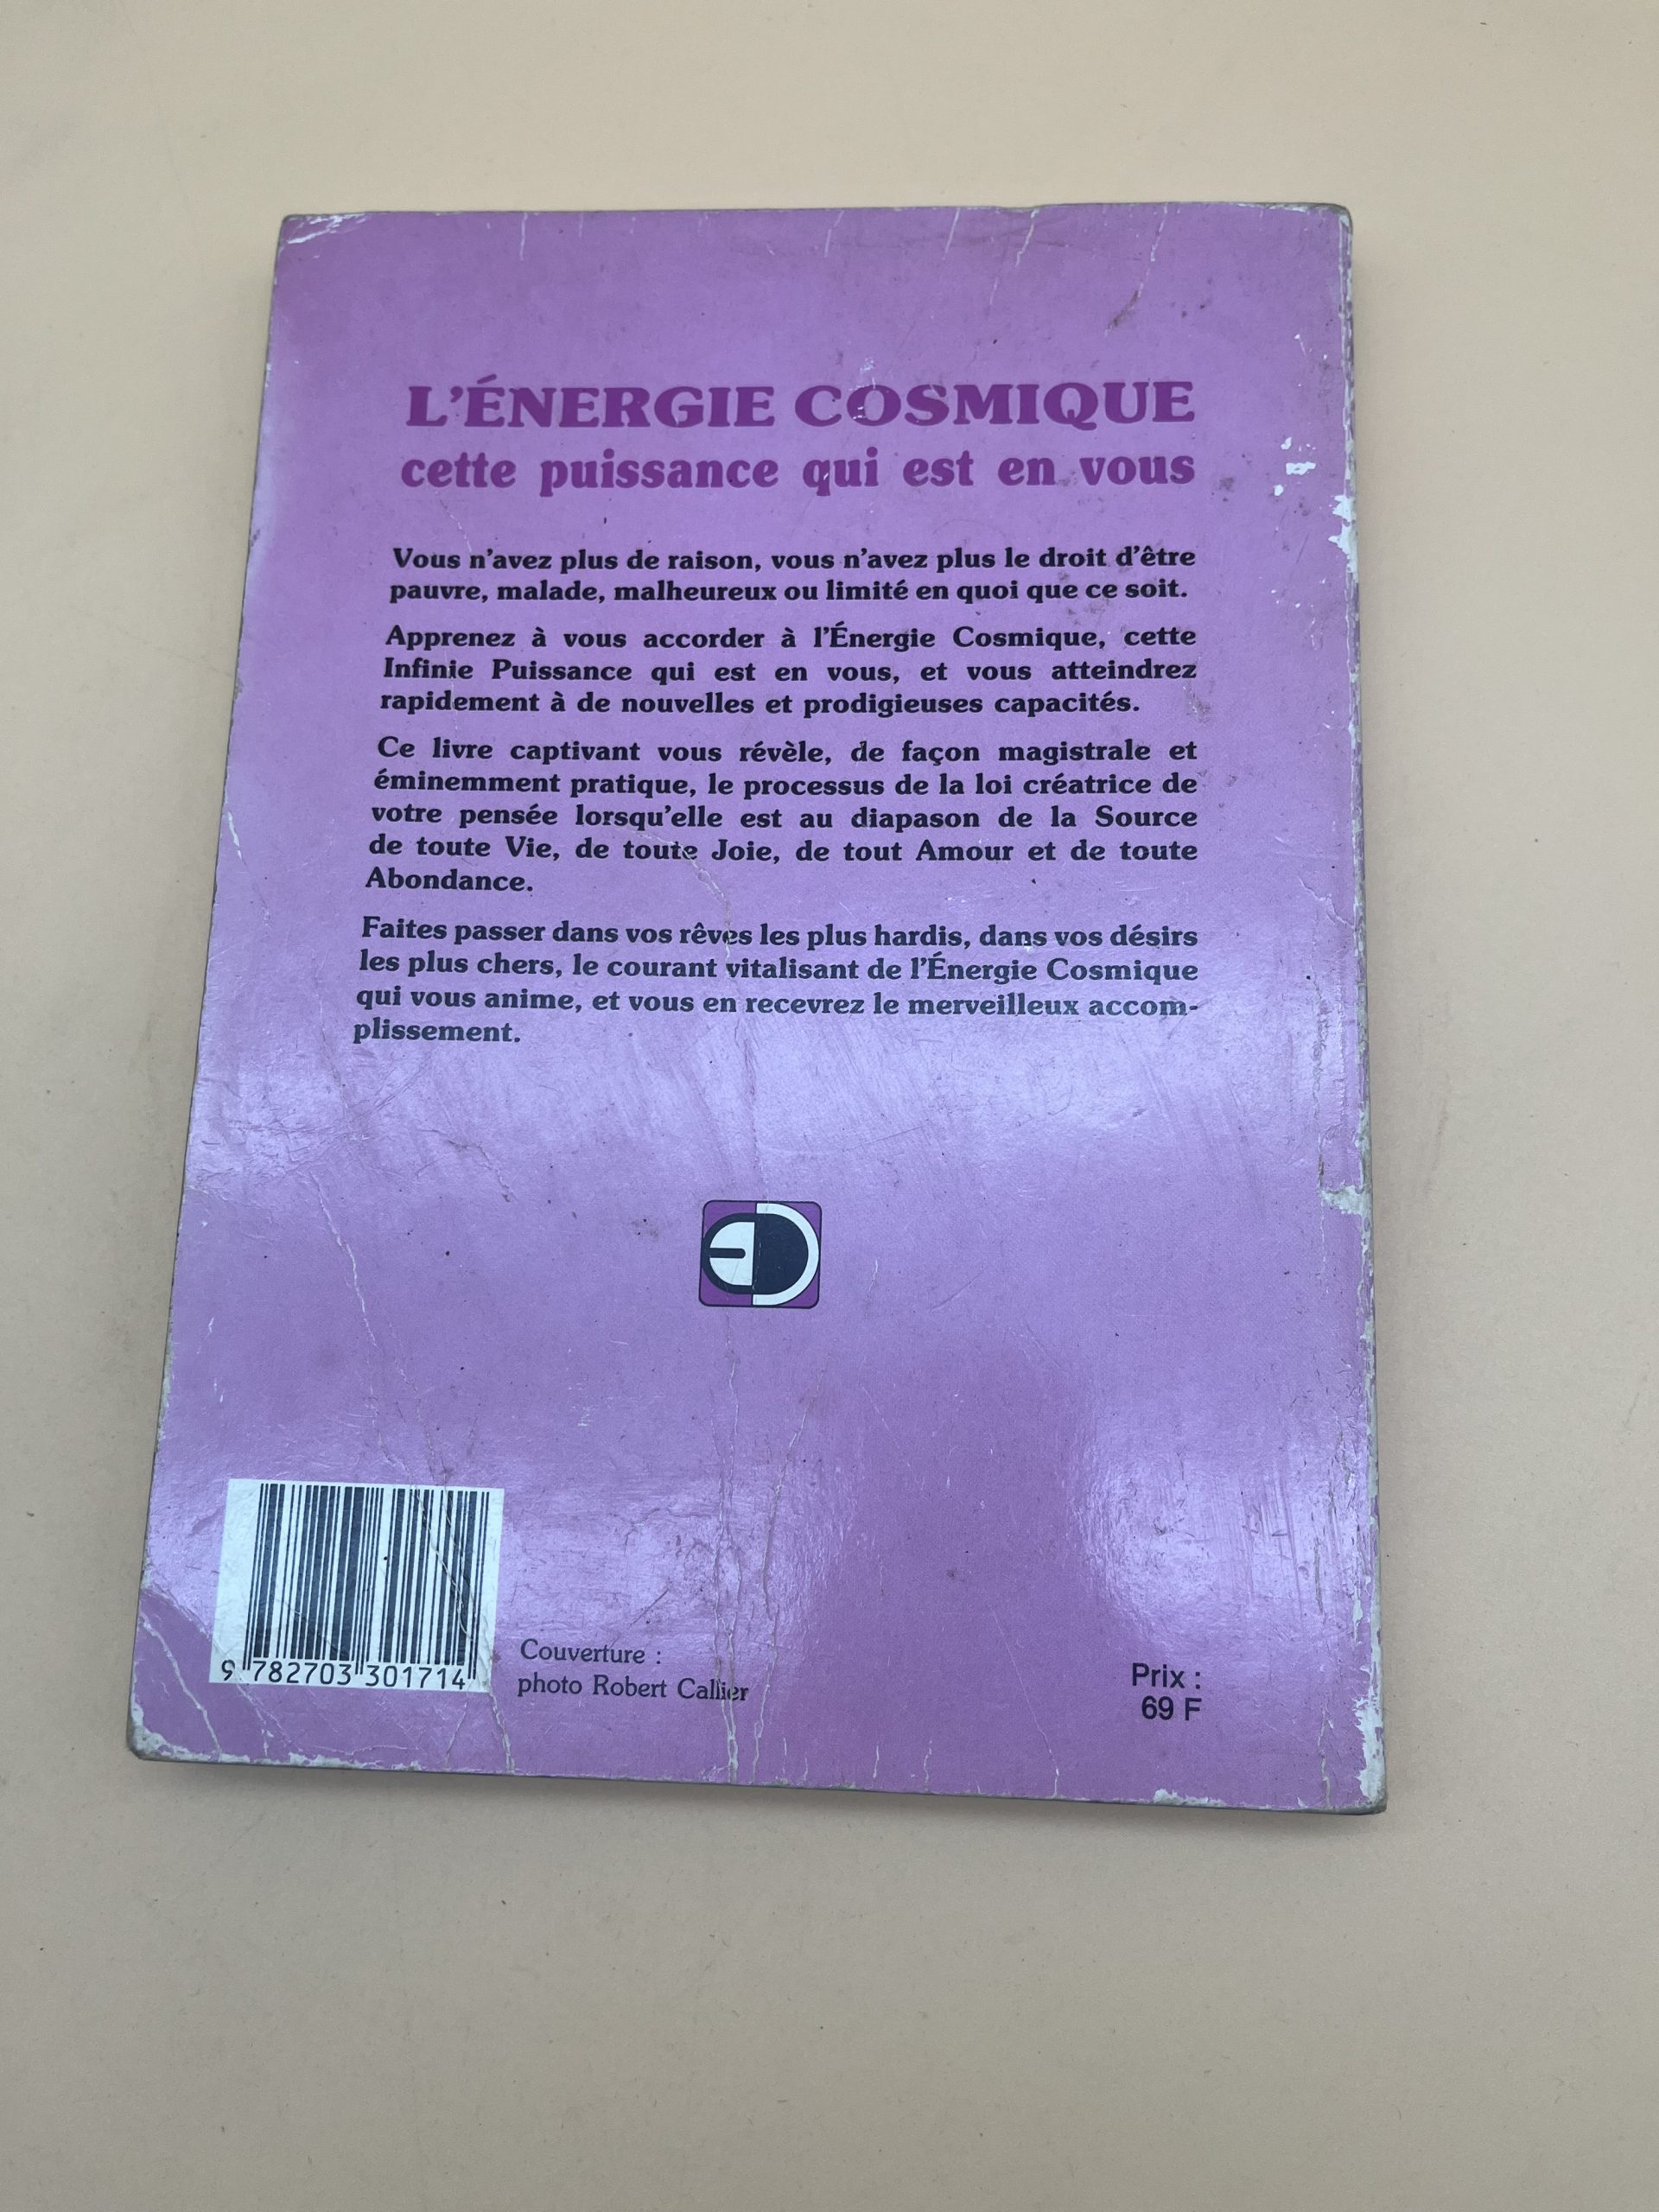 L'ÉNERGIE COSMIQUE
cette puissance qui est en vous
Vous n'avez plus de raison, vous n'avez plus le droit d'être
pauvre, malade, malheureux ou limité en quoi que ce soit.
Apprenez à vous accorder à l'Énergie Cosmique, cette
Infinie Puissance qui est en vous, et vous atteindrez
rapidement à de nouvelles et prodigieuses capacités.
Ce livre captivant vous révèle, de façon magistrale et
éminemment pratique, le processus de la loi créatrice de
votre pensée lorsqu'elle est au diapason de la Source
de toute Vie, de toute Joie, de tout Amour et de toute
Abondance.
Faites passer dans vos rêves les plus hardis, dans vos désirs
les plus chers, le courant vitalisant de l'Énergie Cosmique
qui vous anime, et vous en recevrez le merveilleux accom-
plissement.
9 782703 301714
Couverture :
photo Robert Callier
Prix :
69 F